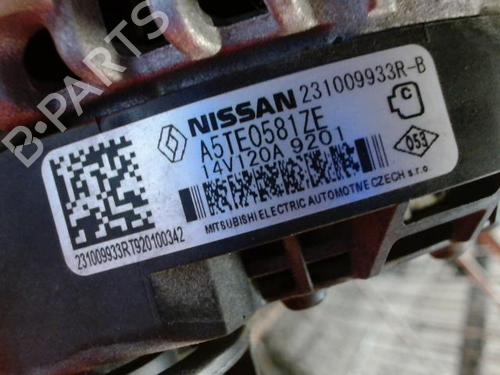 B-PARTS
NISSAN 231009933R-B
A5TE0581ZE
C
14V120A 9201
053
MITSUBISHI ELECTRIC AUTOMOTIVE CZECH s.r.o
231009933RT920100342